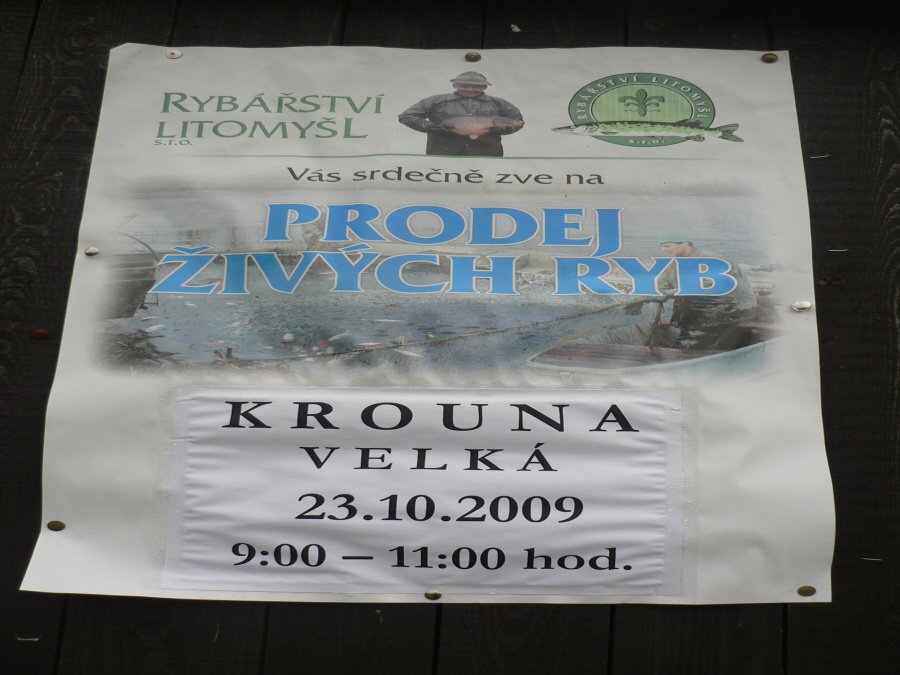 RYBÁŘSTVÍ
LITOMYŠL
s.r.o.
RYBÁŘSTVÍ LITOMYŠL
s.r.o.
Vás srdečně zve na
PRODEJ
ŽIVÝCH RYB
KROUNA
VELKÁ
23.10.2009
9:00 – 11:00 hod.